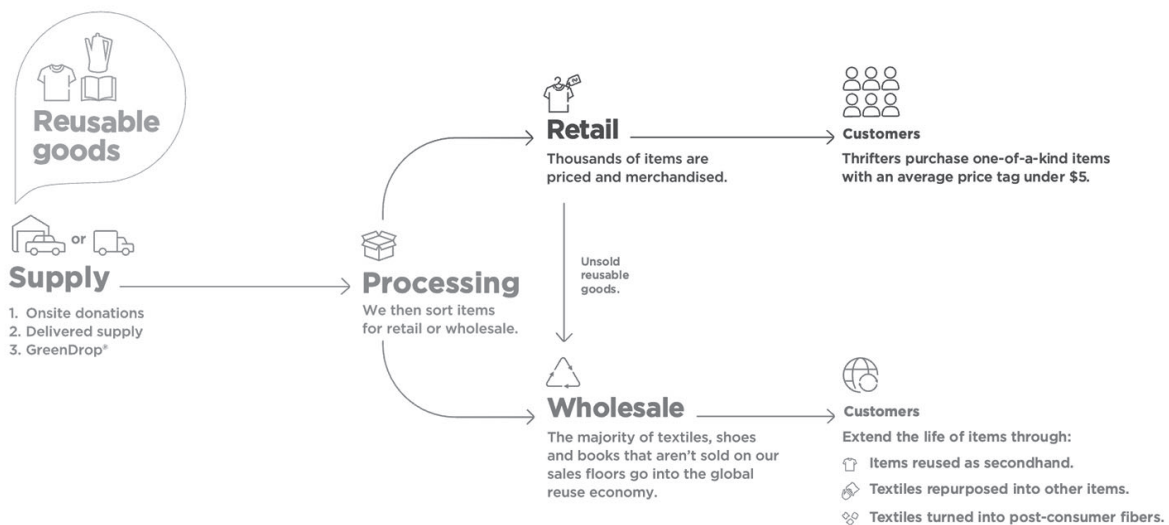 Reusable
goods
or
Supply
1. Onsite donations
2. Delivered supply
3. GreenDrop®
Processing
We then sort items
for retail or wholesale.
Retail
Thousands of items are
priced and merchandised.
Customers
Thrifters purchase one-of-a-kind items
with an average price tag under $5.
Unsold
reusable
goods.
Wholesale
The majority of textiles, shoes
and books that aren't sold on our
sales floors go into the global
reuse economy.
Customers
Extend the life of items through:
Items reused as secondhand.
Textiles repurposed into other items.
Textiles turned into post-consumer fibers.